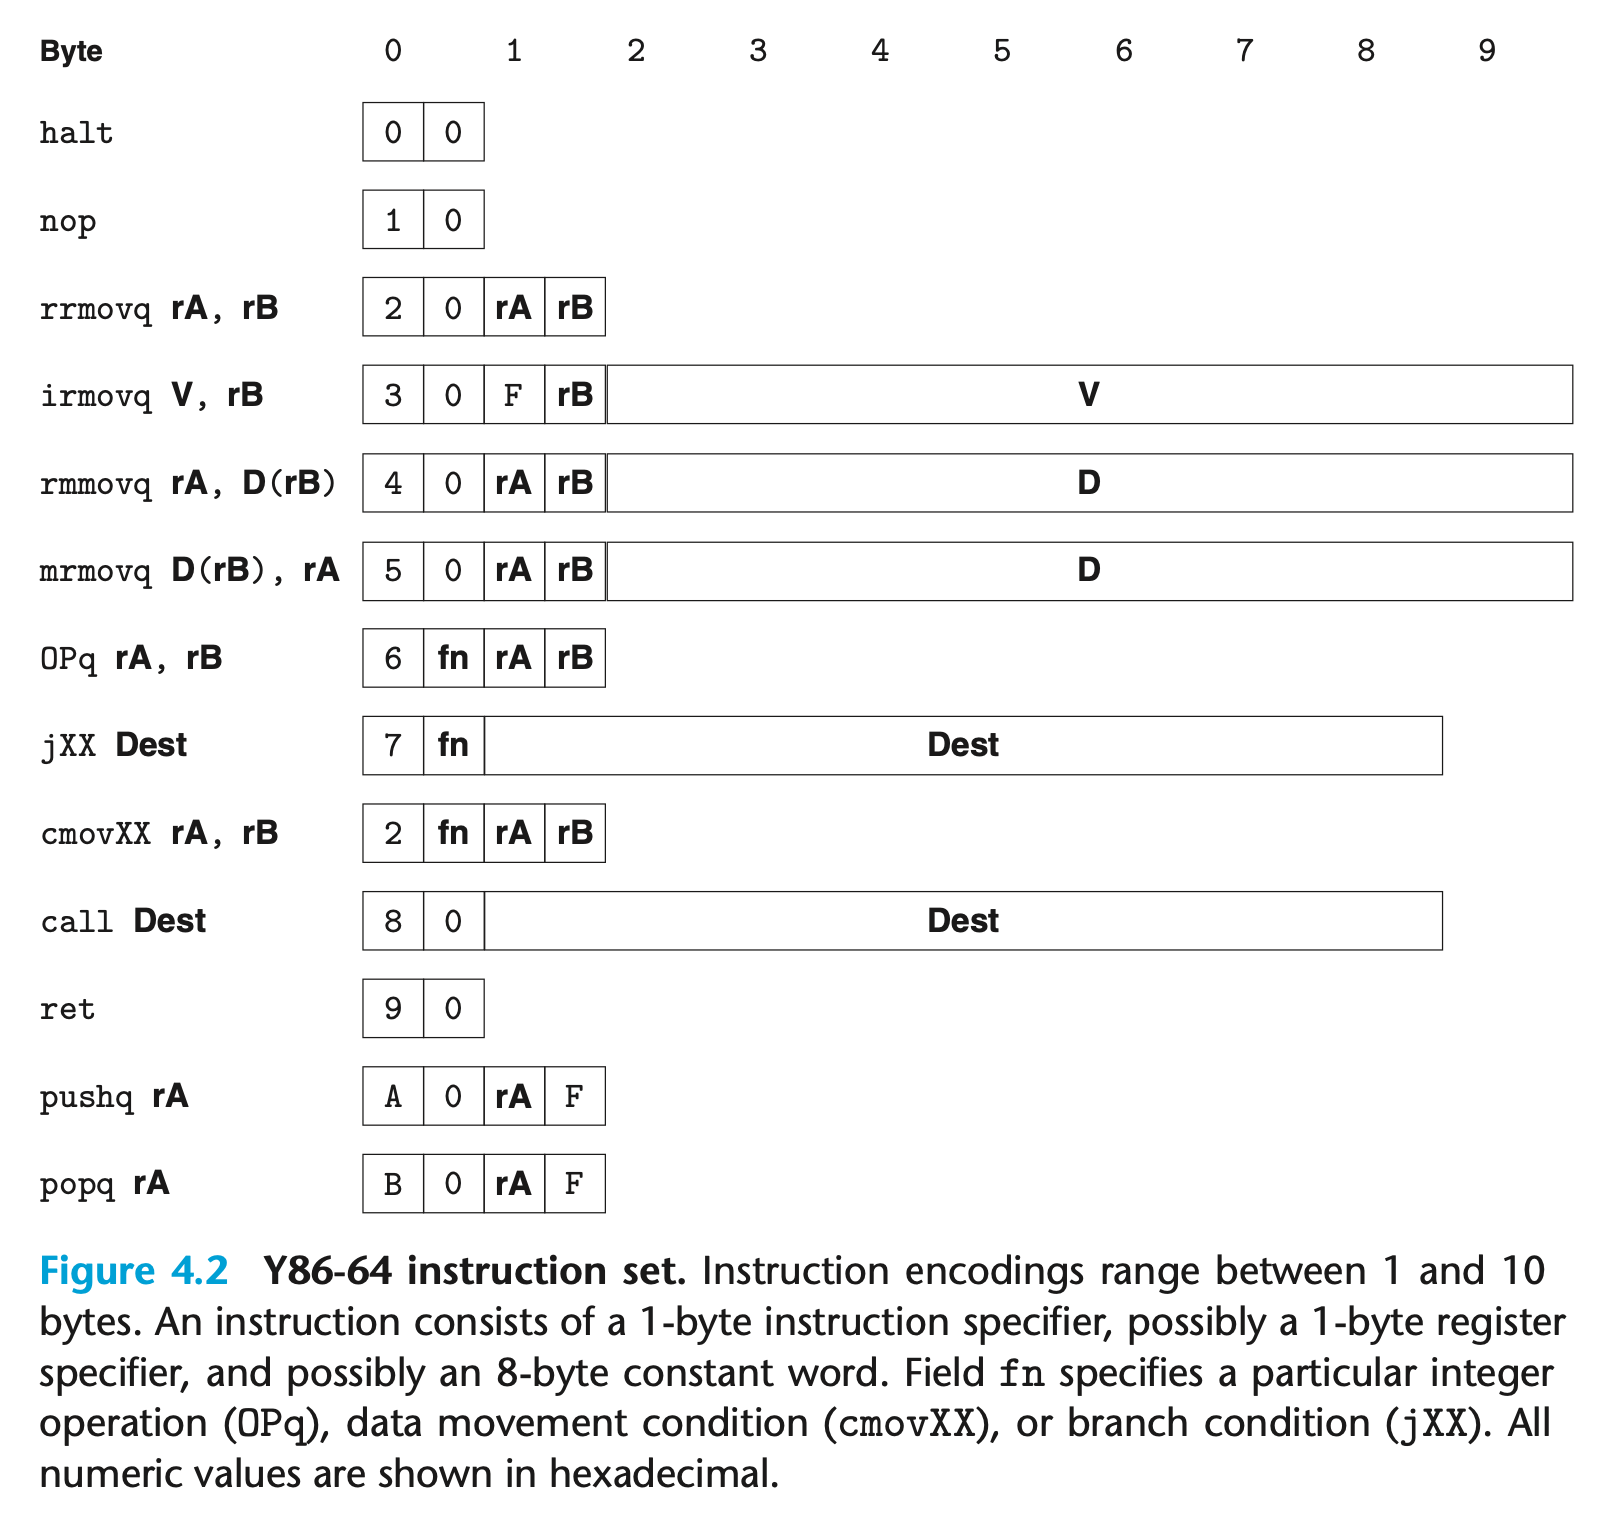 Byte 0 1 2 3 4 5 6 7 8 9
halt 0 0
nop 1 0
rrmovq rA, rB 2 0 rA rB
irmovq V, rB 3 0 F rB V
rmmovq rA, D(rB) 4 0 rA rB D
mrmovq D(rB), rA 5 0 rA rB D
OPq rA, rB 6 fn rA rB
jXX Dest 7 fn Dest
cmovXX rA, rB 2 fn rA rB
call Dest 8 0 Dest
ret 9 0
pushq rA A 0 rA F
popq rA B 0 rA F
Figure 4.2 Y86-64 instruction set. Instruction encodings range between 1 and 10
bytes. An instruction consists of a 1-byte instruction specifier, possibly a 1-byte register
specifier, and possibly an 8-byte constant word. Field fn specifies a particular integer
operation (OPq), data movement condition (cmovXX), or branch condition (jXX). All
numeric values are shown in hexadecimal.